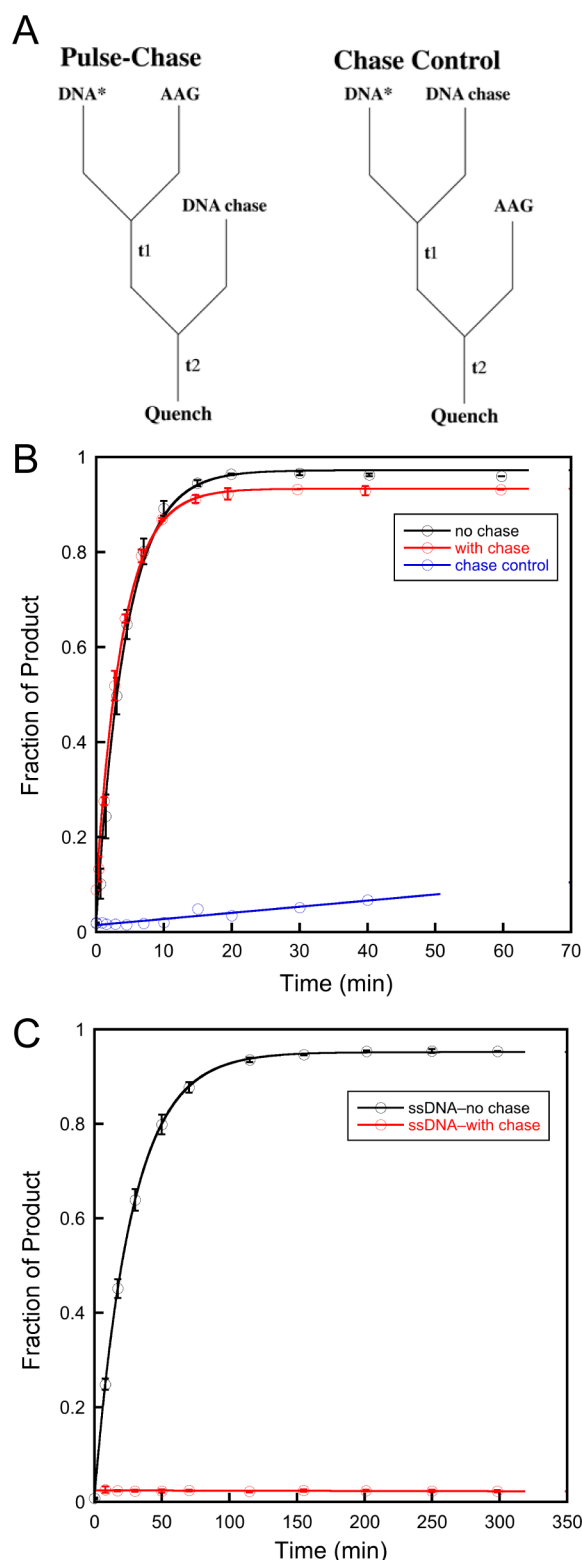 A
Pulse-Chase
Chase Control
DNA* AAG
DNA* DNA chase
DNA chase
AAG
t1
t1
t2
t2
Quench
Quench
B
1
0.8
0.6
0.4
0.2
0
Fraction of Product
no chase
with chase
chase control
0 10 20 30 40 50 60 70
Time (min)
C
1
0.8
0.6
0.4
0.2
0
Fraction of Product
ssDNA–no chase
ssDNA–with chase
0 50 100 150 200 250 300 350
Time (min)